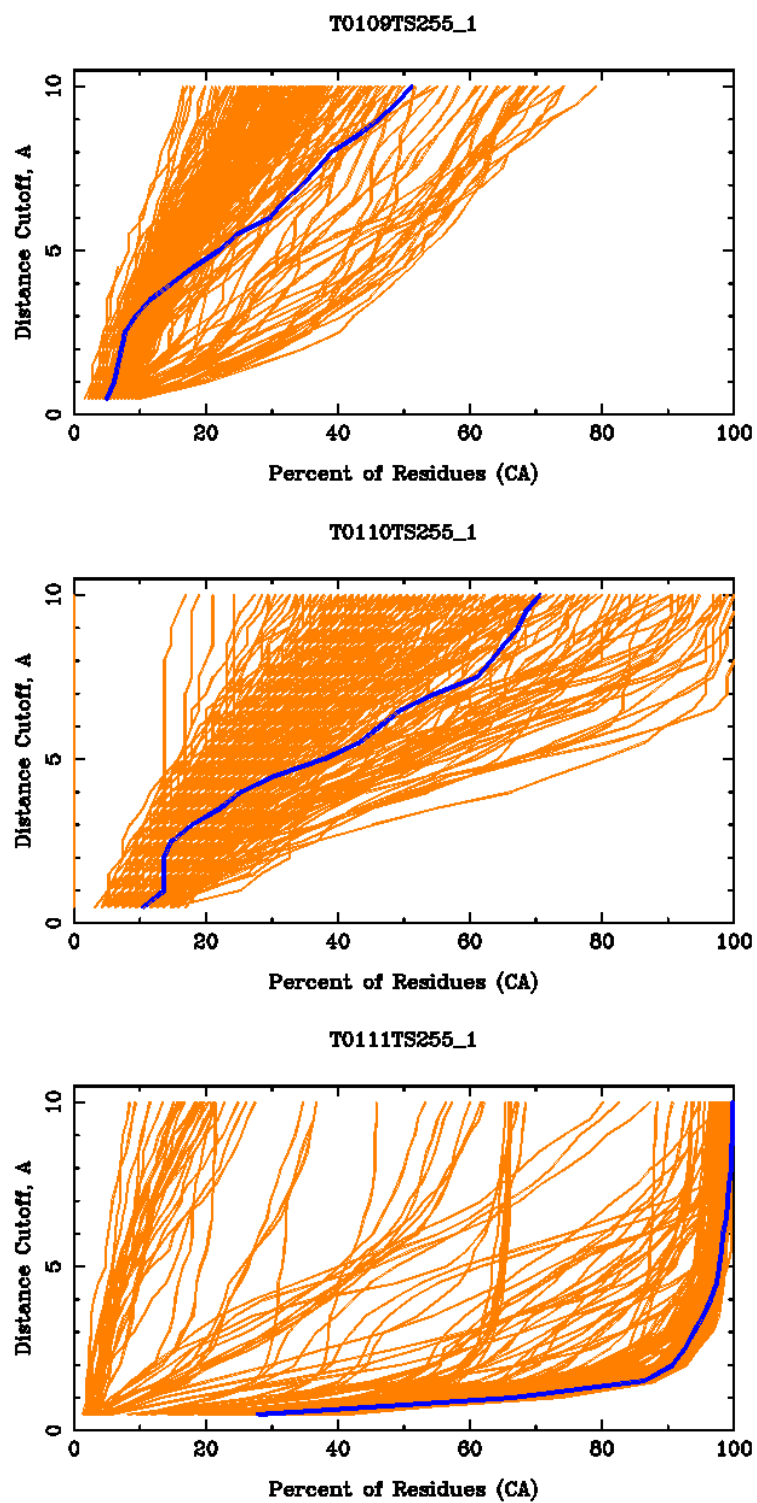 T0109TS255_1
10
5
0
Distance Cutoff, A
0 20 40 60 80 100
Percent of Residues (CA)
T0110TS255_1
10
5
0
Distance Cutoff, A
0 20 40 60 80 100
Percent of Residues (CA)
T0111TS255_1
10
5
0
Distance Cutoff, A
0 20 40 60 80 100
Percent of Residues (CA)